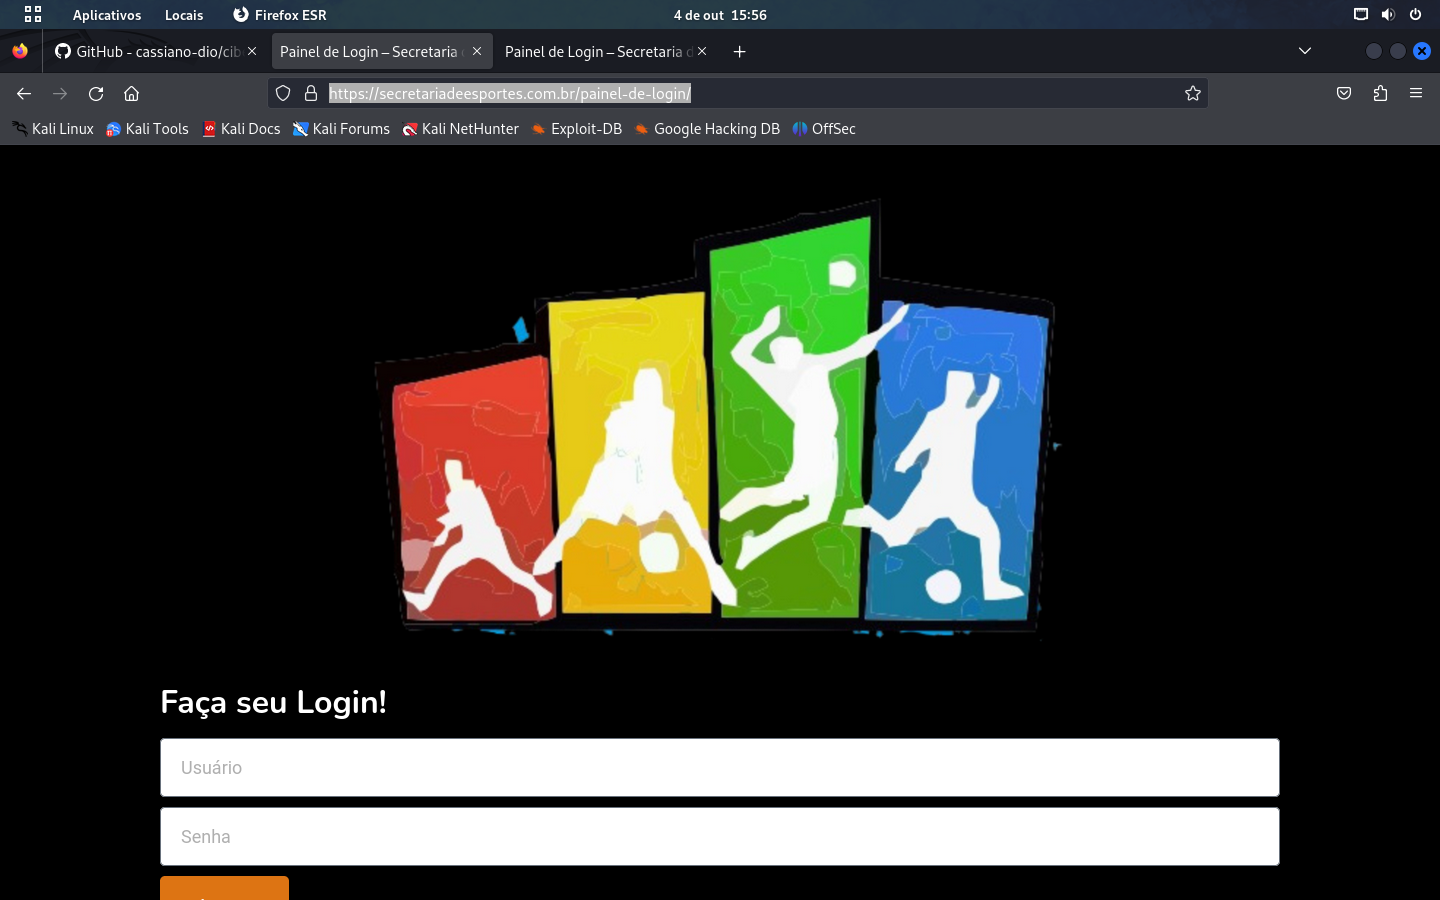 Aplicativos Locais Firefox ESR 4 de out 15:56
GitHub - cassiano-dio/cib Painel de Login – Secretaria Painel de Login – Secretaria d
https://secretariadeesportes.com.br/painel-de-login/
Kali Linux Kali Tools Kali Docs Kali Forums Kali NetHunter Exploit-DB Google Hacking DB OffSec
Faça seu Login!
Usuário
Senha